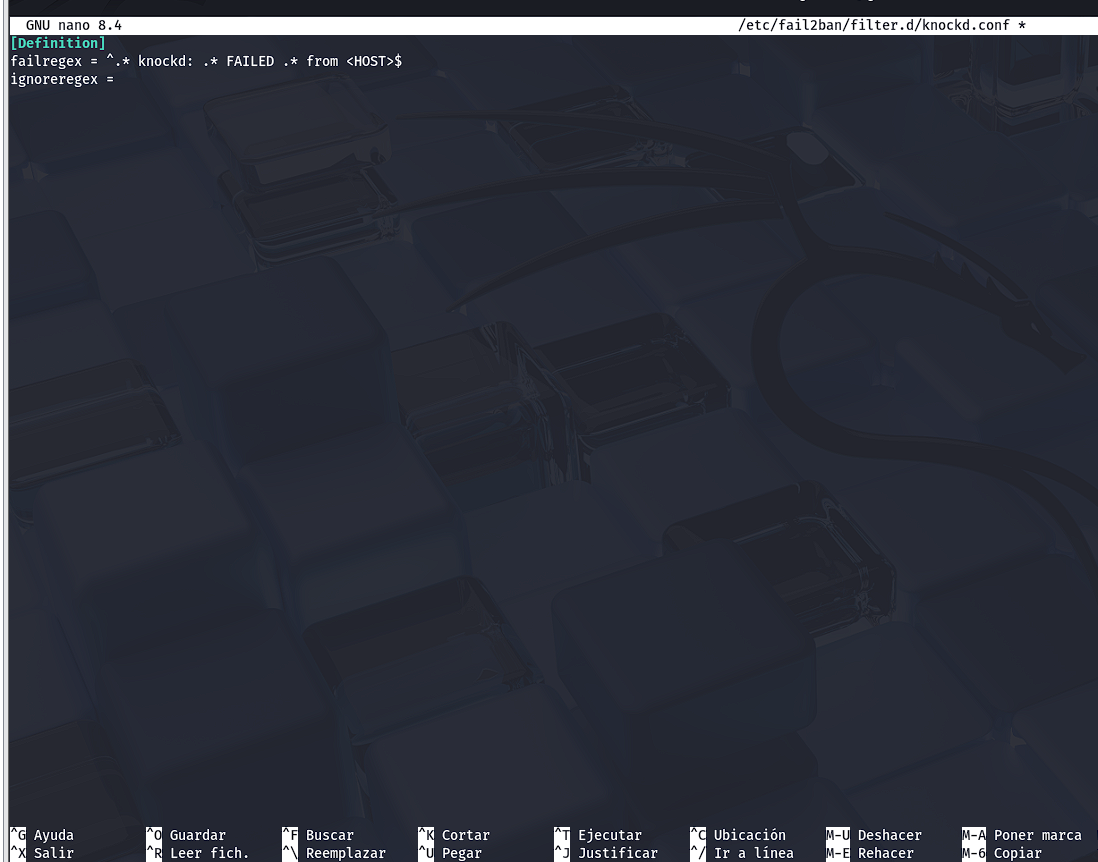 GNU nano 8.4 /etc/fail2ban/filter.d/knockd.conf *
[Definition]
failregex = ^.* knockd: .* FAILED .* from <HOST>$
ignoreregex =
^G Ayuda ^O Guardar ^F Buscar ^K Cortar ^T Ejecutar ^C Ubicación M-U Deshacer M-A Poner marca
^X Salir ^R Leer fich. ^\ Reemplazar ^U Pegar ^J Justificar ^/ Ir a línea M-E Rehacer M-6 Copiar